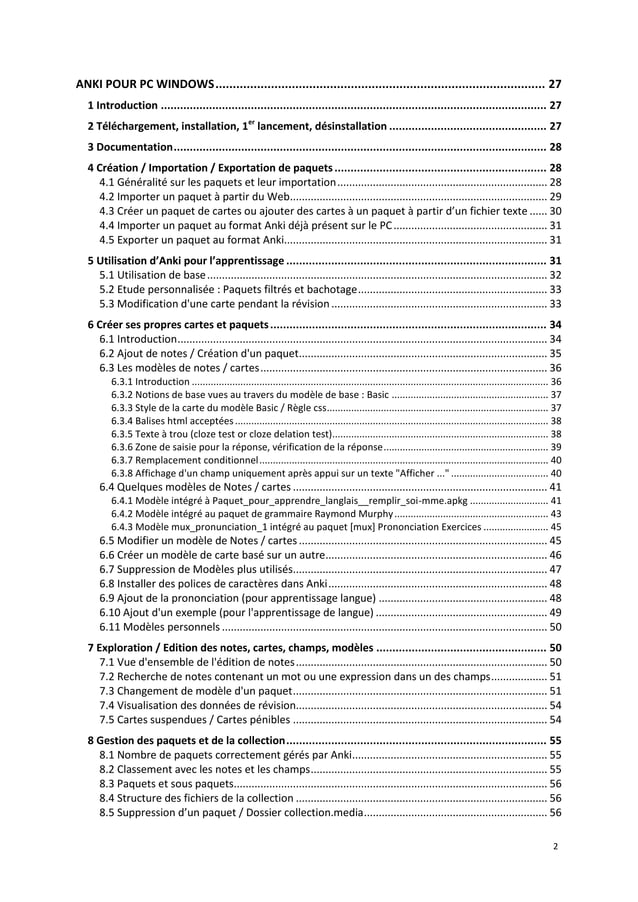 ANKI POUR PC WINDOWS ................................................................................................ 27
1 Introduction ......................................................................................................................... 27
2 Téléchargement, installation, 1er lancement, désinstallation ................................................. 27
3 Documentation..................................................................................................................... 28
4 Création / Importation / Exportation de paquets .................................................................. 28
4.1 Généralité sur les paquets et leur importation ...................................................................... 28
4.2 Importer un paquet à partir du Web...................................................................................... 29
4.3 Créer un paquet de cartes ou ajouter des cartes à un paquet à partir d’un fichier texte ...... 30
4.4 Importer un paquet au format Anki déjà présent sur le PC .................................................... 31
4.5 Exporter un paquet au format Anki........................................................................................ 31
5 Utilisation d’Anki pour l’apprentissage ................................................................................. 31
5.1 Utilisation de base ................................................................................................................. 32
5.2 Etude personnalisée : Paquets filtrés et bachotage................................................................ 33
5.3 Modification d'une carte pendant la révision ........................................................................ 33
6 Créer ses propres cartes et paquets ...................................................................................... 34
6.1 Introduction........................................................................................................................... 34
6.2 Ajout de notes / Création d'un paquet................................................................................... 35
6.3 Les modèles de notes / cartes ................................................................................................ 36
6.3.1 Introduction ..................................................................................................................... 36
6.3.2 Notions de base vues au travers du modèle de base : Basic .................................................... 37
6.3.3 Style de la carte du modèle Basic / Règle css......................................................................... 37
6.3.4 Balises html acceptées ....................................................................................................... 38
6.3.5 Texte à trou (cloze test or cloze delation test)....................................................................... 38
6.3.6 Zone de saisie pour la réponse, vérification de la réponse...................................................... 39
6.3.7 Remplacement conditionnel ............................................................................................... 40
6.3.8 Affichage d'un champ uniquement après appui sur un texte "Afficher ..." ................................ 40
6.4 Quelques modèles de Notes / cartes ..................................................................................... 41
6.4.1 Modèle intégré à Paquet_pour_apprendre_langlais__remplir_soi-mme.apkg .......................... 41
6.4.2 Modèle intégré au paquet de grammaire Raymond Murphy ................................................... 43
6.4.3 Modèle mux_pronunciation_1 intégré au paquet [mux] Prononciation Exercices ...................... 45
6.5 Modifier un modèle de Notes / cartes ................................................................................... 45
6.6 Créer un modèle de carte basé sur un autre.......................................................................... 46
6.7 Suppression de Modèles plus utilisés..................................................................................... 47
6.8 Installer des polices de caractères dans Anki ......................................................................... 48
6.9 Ajout de la prononciation (pour apprentissage langue) ........................................................ 48
6.10 Ajout d'un exemple (pour l'apprentissage de langue) ......................................................... 49
6.11 Modèles personnels ............................................................................................................ 50
7 Exploration / Edition des notes, cartes, champs, modèles ..................................................... 50
7.1 Vue d'ensemble de l'édition de notes .................................................................................... 50
7.2 Recherche de notes contenant un mot ou une expression dans un des champs................... 51
7.3 Changement de modèle d'un paquet..................................................................................... 51
7.4 Visualisation des données de révision.................................................................................... 54
7.5 Cartes suspendues / Cartes pénibles ..................................................................................... 54
8 Gestion des paquets et de la collection................................................................................. 55
8.1 Nombre de paquets correctement gérés par Anki................................................................. 55
8.2 Classement avec les notes et les champs............................................................................... 55
8.3 Paquets et sous paquets........................................................................................................ 56
8.4 Structure des fichiers de la collection .................................................................................... 56
8.5 Suppression d’un paquet / Dossier collection.media............................................................. 56
2